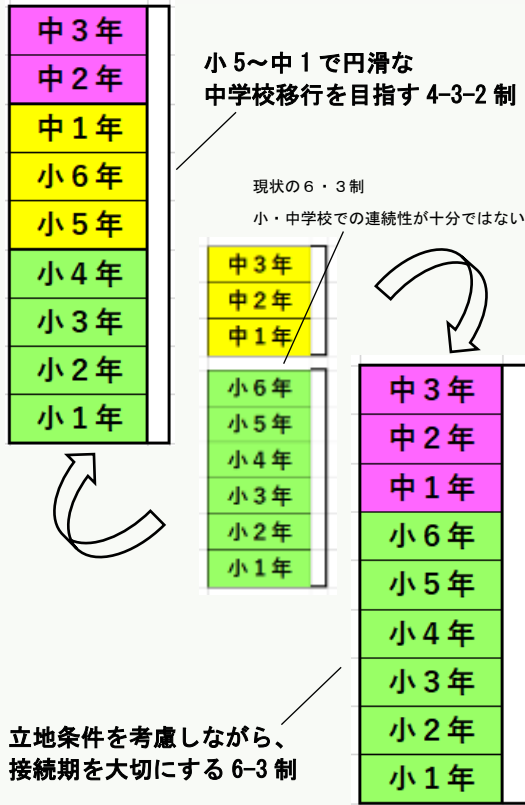 中３年
中２年
中１年
小６年
小５年
小４年
小３年
小２年
小１年
小 5～中 1 で円滑な
中学校移行を目指す 4-3-2 制
現状の６・３制
小・中学校での連続性が十分ではない
中３年
中２年
中１年
小６年
小５年
小４年
小３年
小２年
小１年
中３年
中２年
中１年
小６年
小５年
小４年
小３年
小２年
小１年
立地条件を考慮しながら、
接続期を大切にする 6-3 制